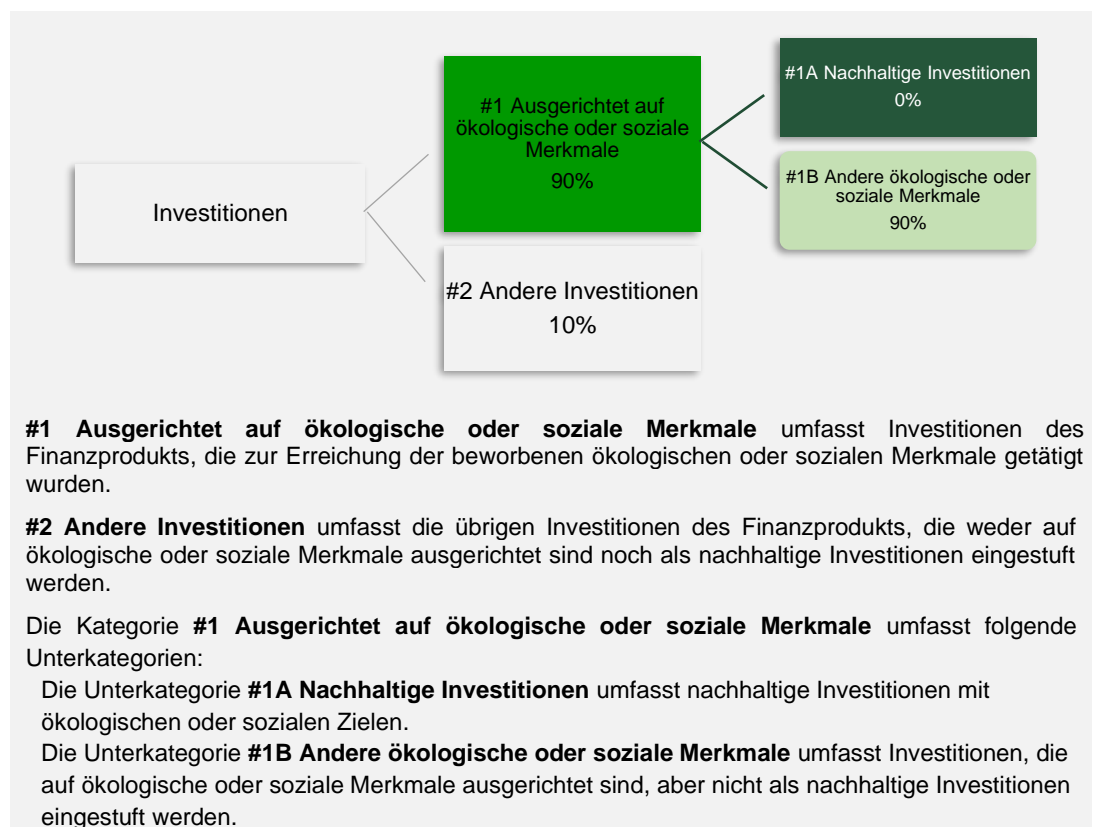 Investitionen
#1 Ausgerichtet auf
ökologische oder soziale
Merkmale
90%
#2 Andere Investitionen
10%
#1A Nachhaltige Investitionen
0%
#1B Andere ökologische oder
soziale Merkmale
90%
#1 Ausgerichtet auf ökologische oder soziale Merkmale umfasst Investitionen des
Finanzprodukts, die zur Erreichung der beworbenen ökologischen oder sozialen Merkmale getätigt
wurden.
#2 Andere Investitionen umfasst die übrigen Investitionen des Finanzprodukts, die weder auf
ökologische oder soziale Merkmale ausgerichtet sind noch als nachhaltige Investitionen eingestuft
werden.
Die Kategorie #1 Ausgerichtet auf ökologische oder soziale Merkmale umfasst folgende
Unterkategorien:
Die Unterkategorie #1A Nachhaltige Investitionen umfasst nachhaltige Investitionen mit
ökologischen oder sozialen Zielen.
Die Unterkategorie #1B Andere ökologische oder soziale Merkmale umfasst Investitionen, die
auf ökologische oder soziale Merkmale ausgerichtet sind, aber nicht als nachhaltige Investitionen
eingestuft werden.